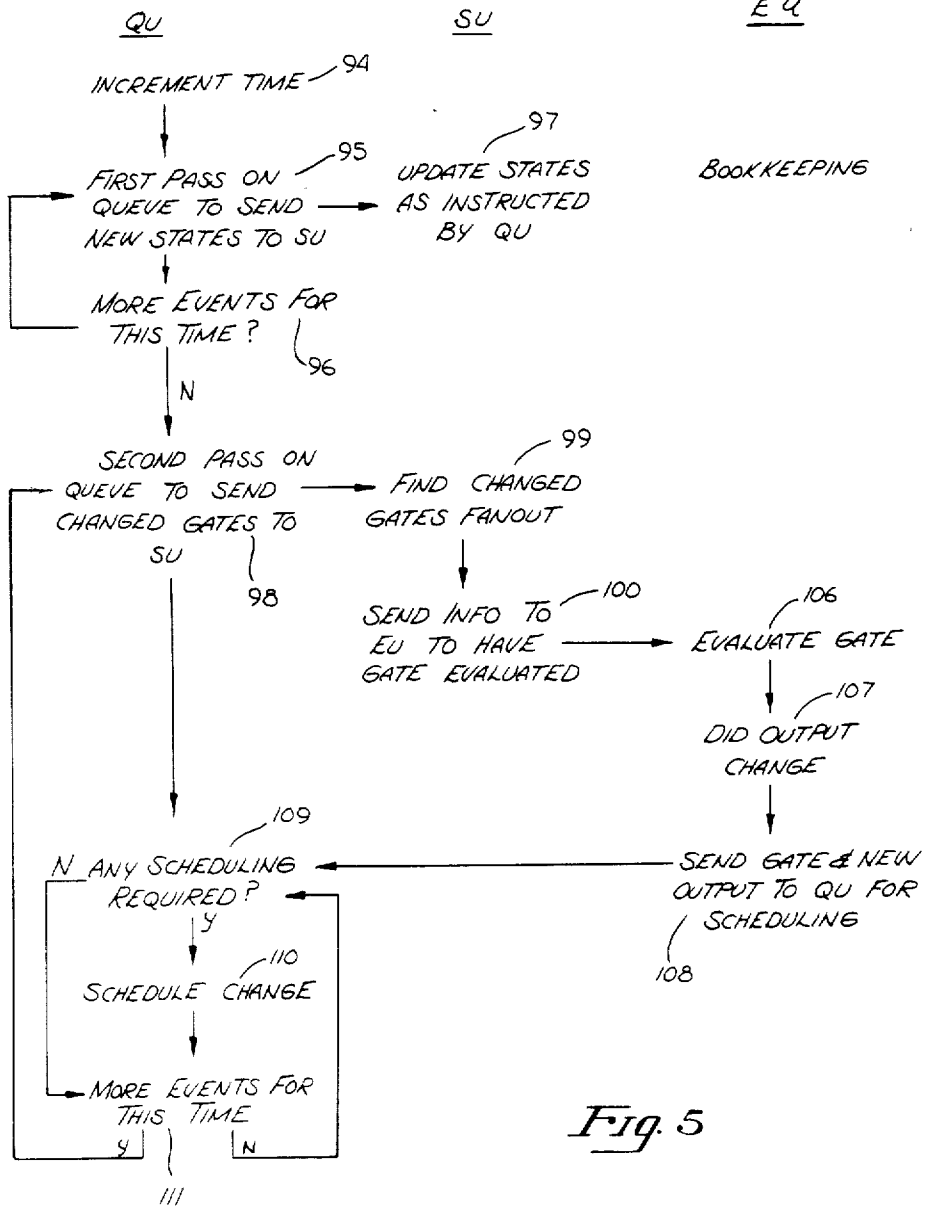 QU SU EU
INCREMENT TIME 94
97
95
FIRST PASS ON
QUEUE TO SEND
NEW STATES TO SU
UPDATE STATES
AS INSTRUCTED
BY QU
BOOKKEEPING
MORE EVENTS FOR
THIS TIME?
96
N
SECOND PASS ON
QUEUE TO SEND
CHANGED GATES TO
SU
98
99
FIND CHANGED
GATES FANOUT
100
SEND INFO TO
EU TO HAVE
GATE EVALUATED
106
EVALUATE GATE
107
DID OUTPUT
CHANGE
109
N ANY SCHEDULING
REQUIRED?
Y
SEND GATE & NEW
OUTPUT TO QU FOR
SCHEDULING
108
110
SCHEDULE CHANGE
MORE EVENTS FOR
THIS TIME
Y N
111
Fig. 5